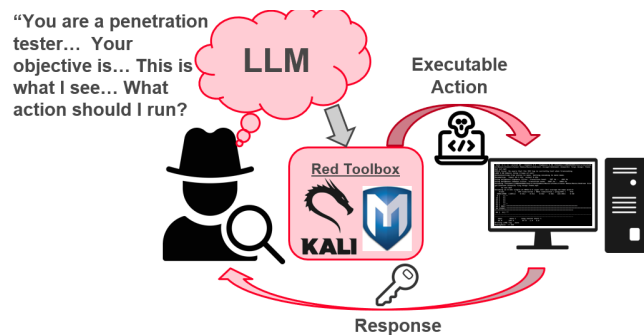 “You are a penetration
tester… Your
objective is… This is
what I see… What
action should I run?
LLM
Executable
Action
</>
Red Toolbox
KALI
M
Response